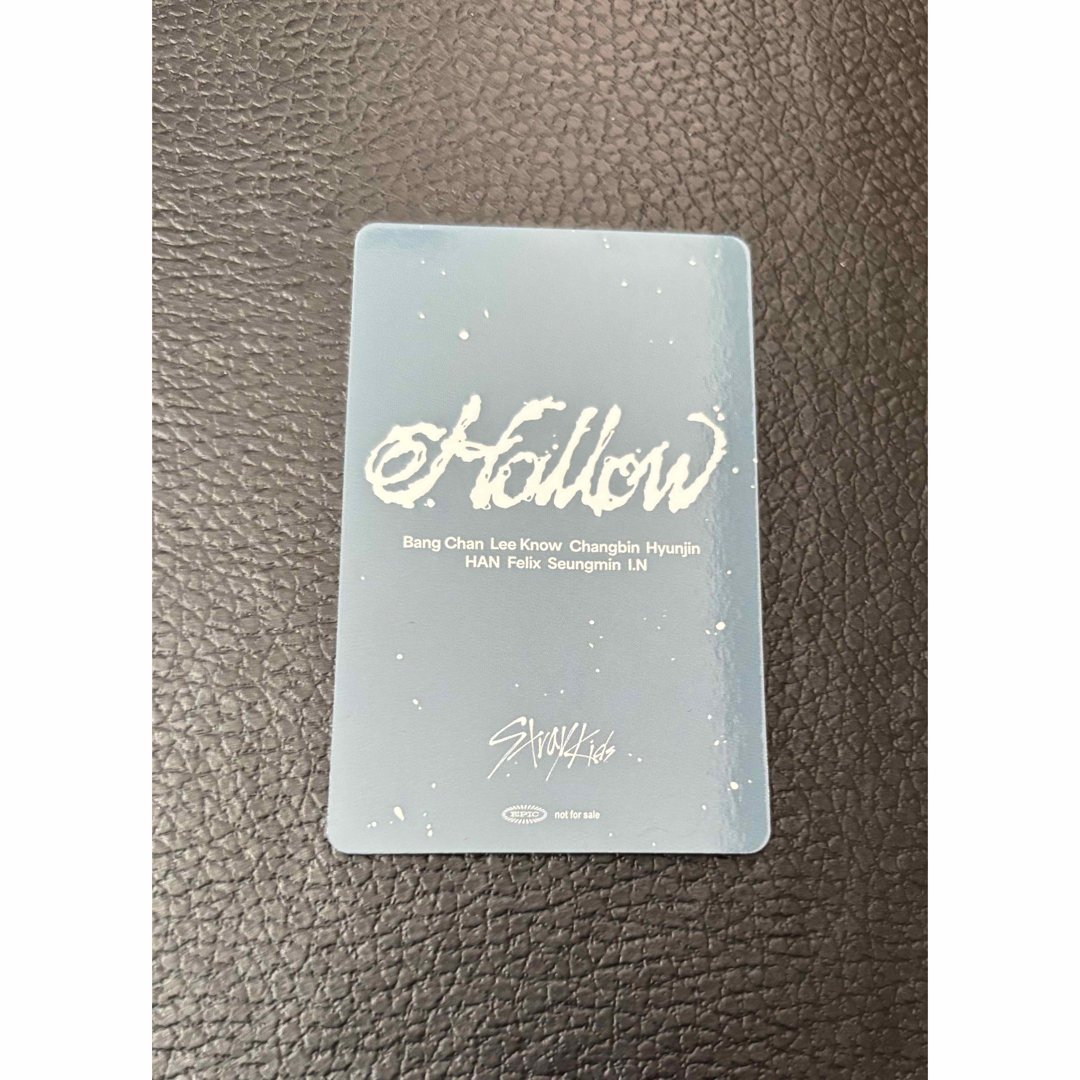 Hollow
Bang Chan Lee Know Changbin Hyunjin
HAN Felix Seungmin I.N
StrayKids
EPIC not for sale